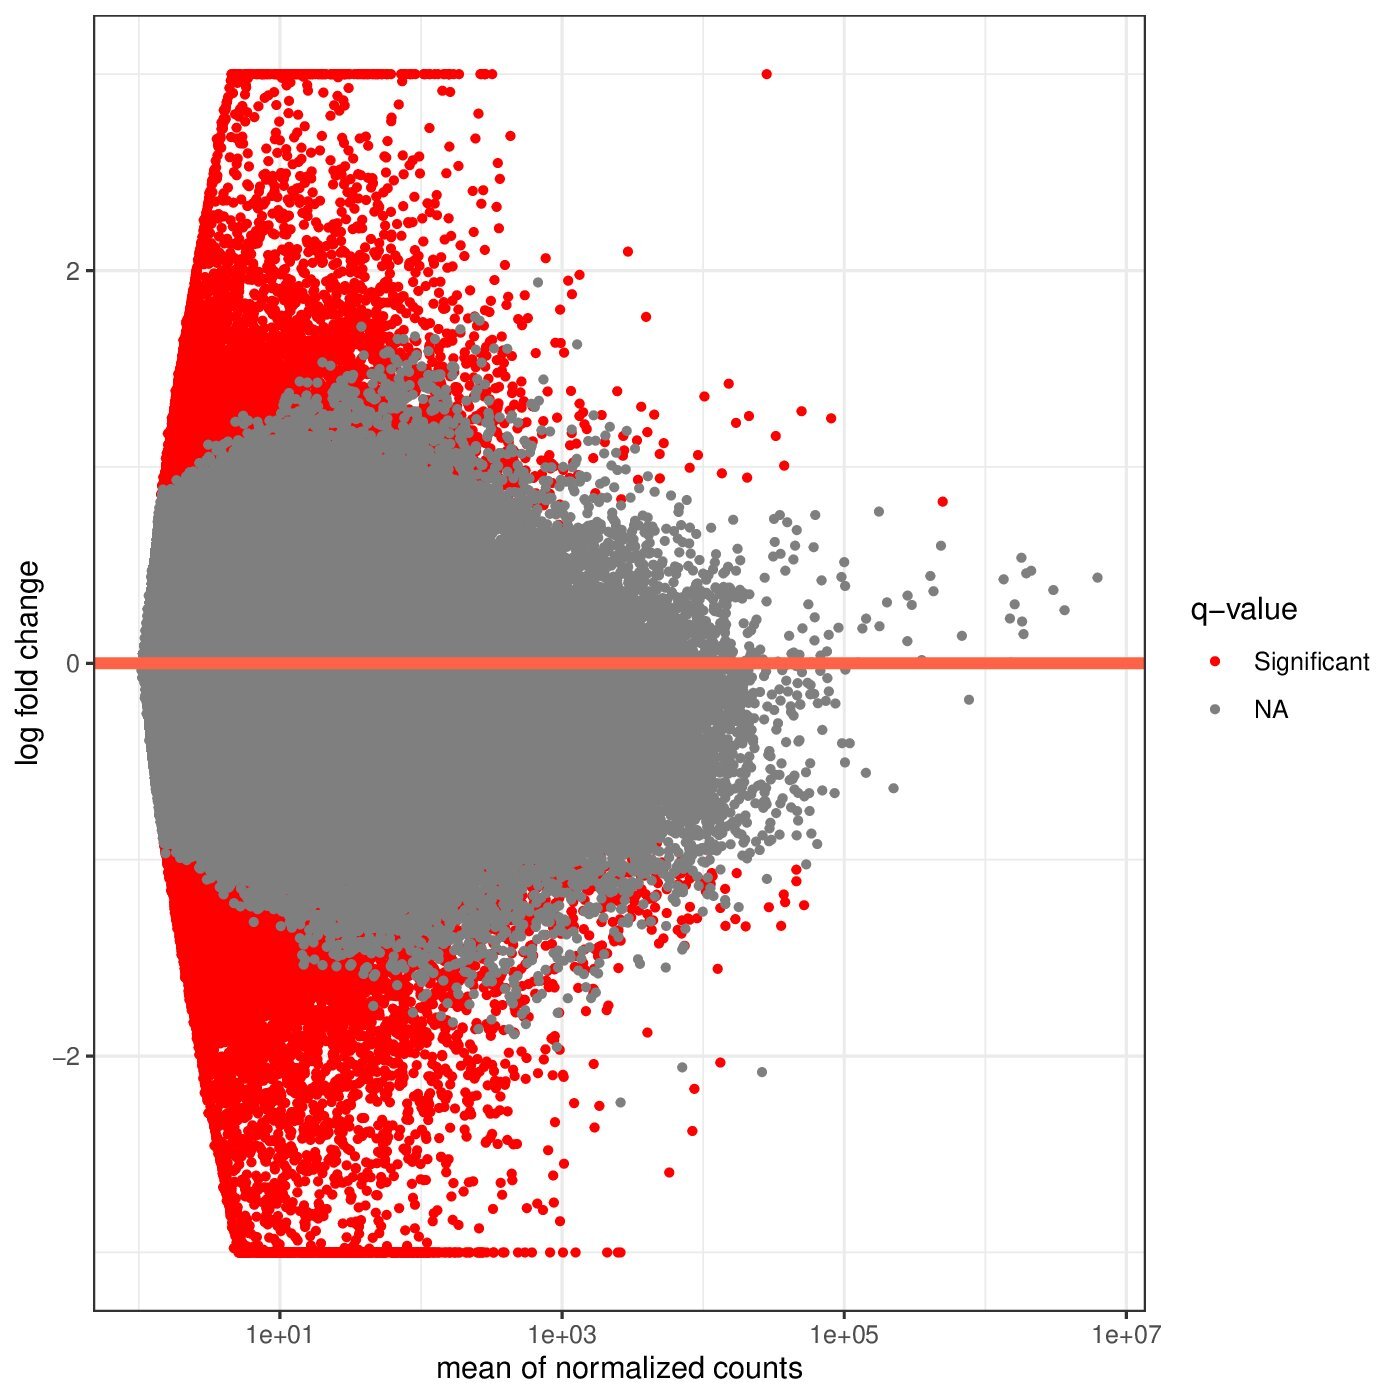 log fold change
2
0
−2
1e+01
1e+03
1e+05
1e+07
mean of normalized counts
q−value
Significant
NA